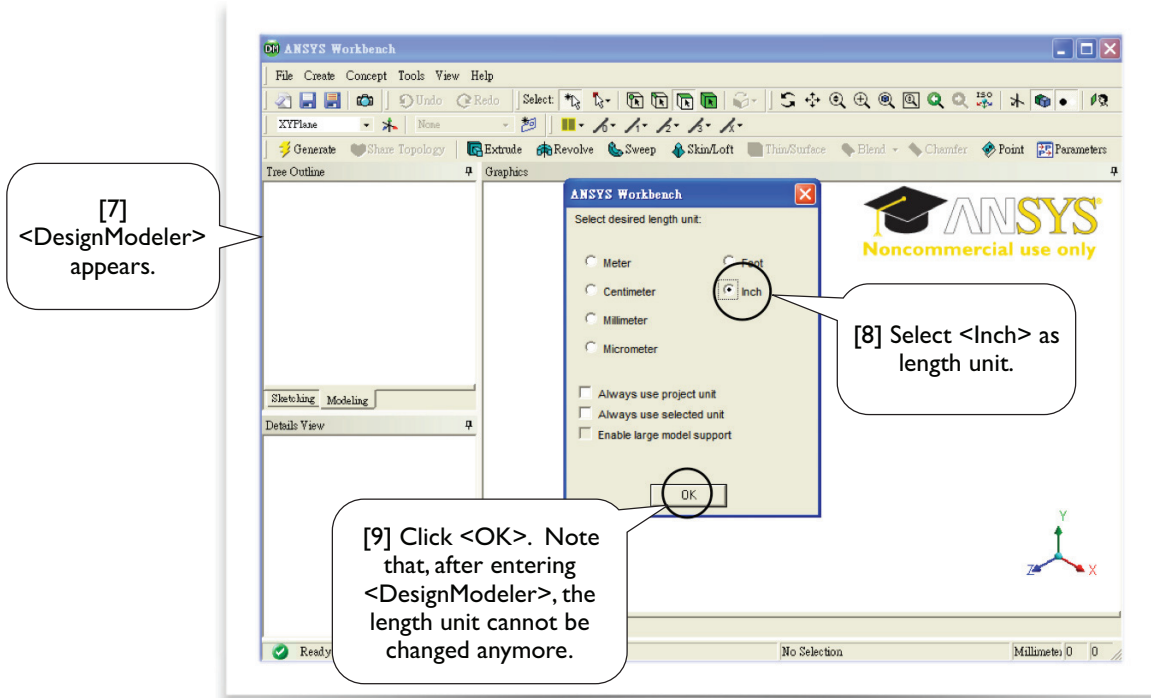 ANSYS Workbench
File Create Concept Tools View Help
Undo Redo Select: ISO
XYPlane None
Generate Share Topology Extrude Revolve Sweep Skin/Loft Thin/Surface Blend Chamfer Point Parameters
Tree Outline
Graphics
ANSYS Workbench
Select desired length unit:
Meter
Foot
Centimeter
Inch
Millimeter
Micrometer
Always use project unit
Always use selected unit
Enable large model support
OK
ANSYS
Noncommercial use only
[7]
<DesignModeler>
appears.
[8] Select <Inch> as
length unit.
Sketching Modeling
Details View
[9] Click <OK>. Note
that, after entering
<DesignModeler>, the
length unit cannot be
changed anymore.
Y
Z X
Ready
No Selection
Millimeter 0 0